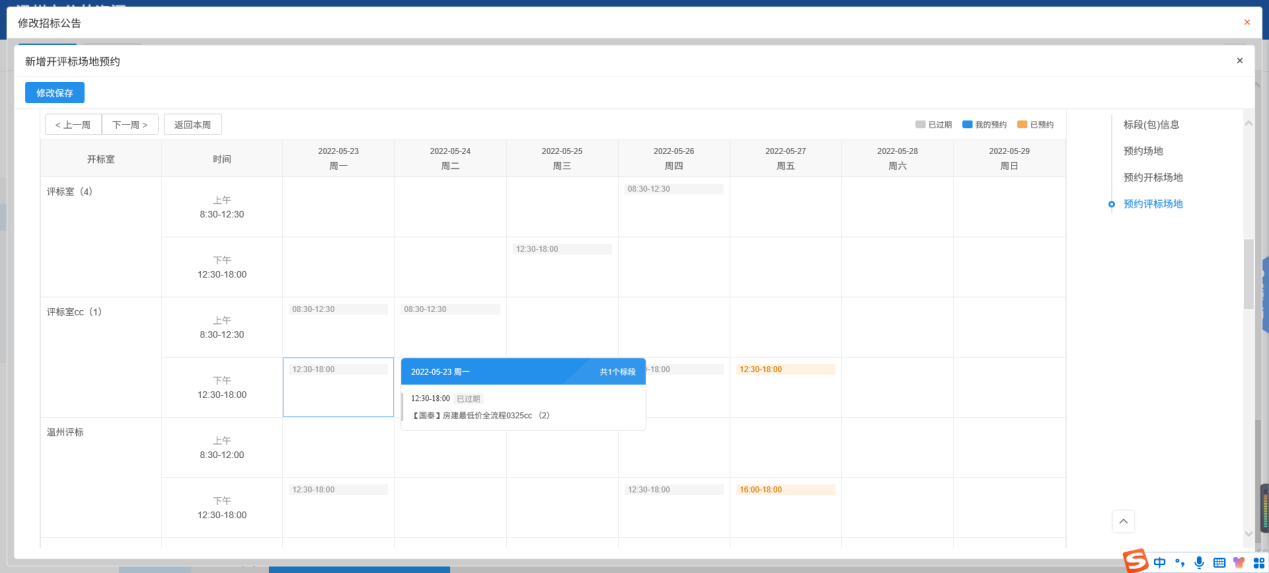 修改招标公告
×
新增开评标场地预约
×
修改保存
< 上一周
下一周 >
返回本周
已过期
我的预约
已预约
开标室
时间
2022-05-23
周一
2022-05-24
周二
2022-05-25
周三
2022-05-26
周四
2022-05-27
周五
2022-05-28
周六
2022-05-29
周日
评标室（4）
上午
8:30-12:30
08:30-12:30
下午
12:30-18:00
12:30-18:00
评标室cc（1）
上午
8:30-12:30
08:30-12:30
08:30-12:30
下午
12:30-18:00
12:30-18:00
-18:00
12:30-18:00
2022-05-23 周一
共1个标段
12:30-18:00 已过期
【国泰】房建最低价全流程0325cc （2）
温州评标
上午
8:30-12:00
下午
12:30-18:00
12:30-18:00
12:30-18:00
16:00-18:00
标段(包)信息
预约场地
预约开标场地
预约评标场地
S 中